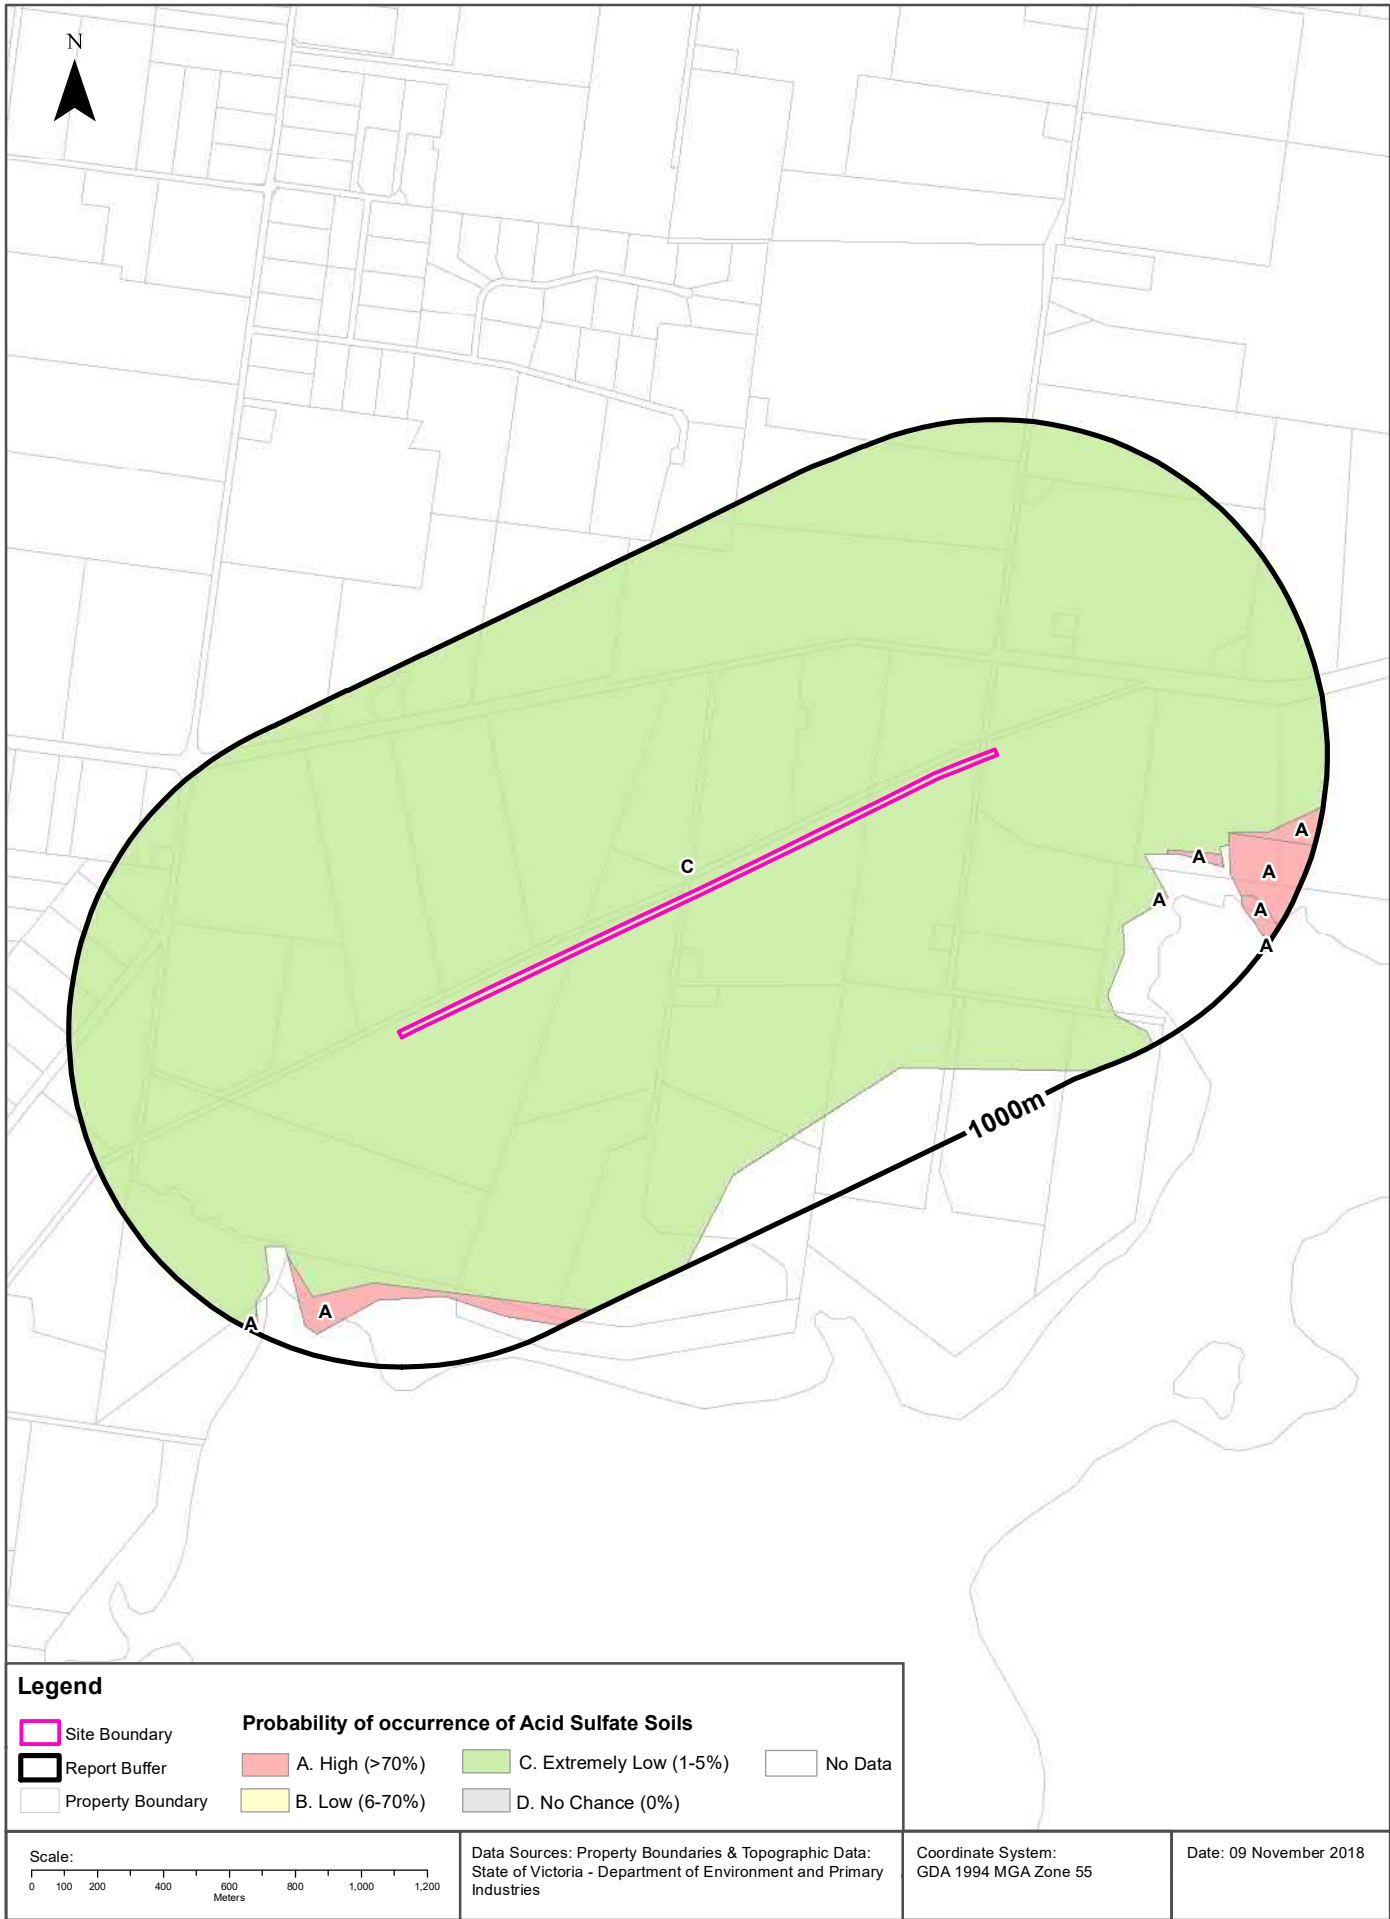 N
C
A
A
A
A
A
A
1000m
A
A
Legend
Site Boundary
Report Buffer
Property Boundary
Probability of occurrence of Acid Sulfate Soils
A. High (>70%)
B. Low (6-70%)
C. Extremely Low (1-5%)
D. No Chance (0%)
No Data
Scale:
0 100 200 400 600 800 1,000 1,200
Meters
Data Sources: Property Boundaries & Topographic Data:
State of Victoria - Department of Environment and Primary
Industries
Coordinate System:
GDA 1994 MGA Zone 55
Date: 09 November 2018